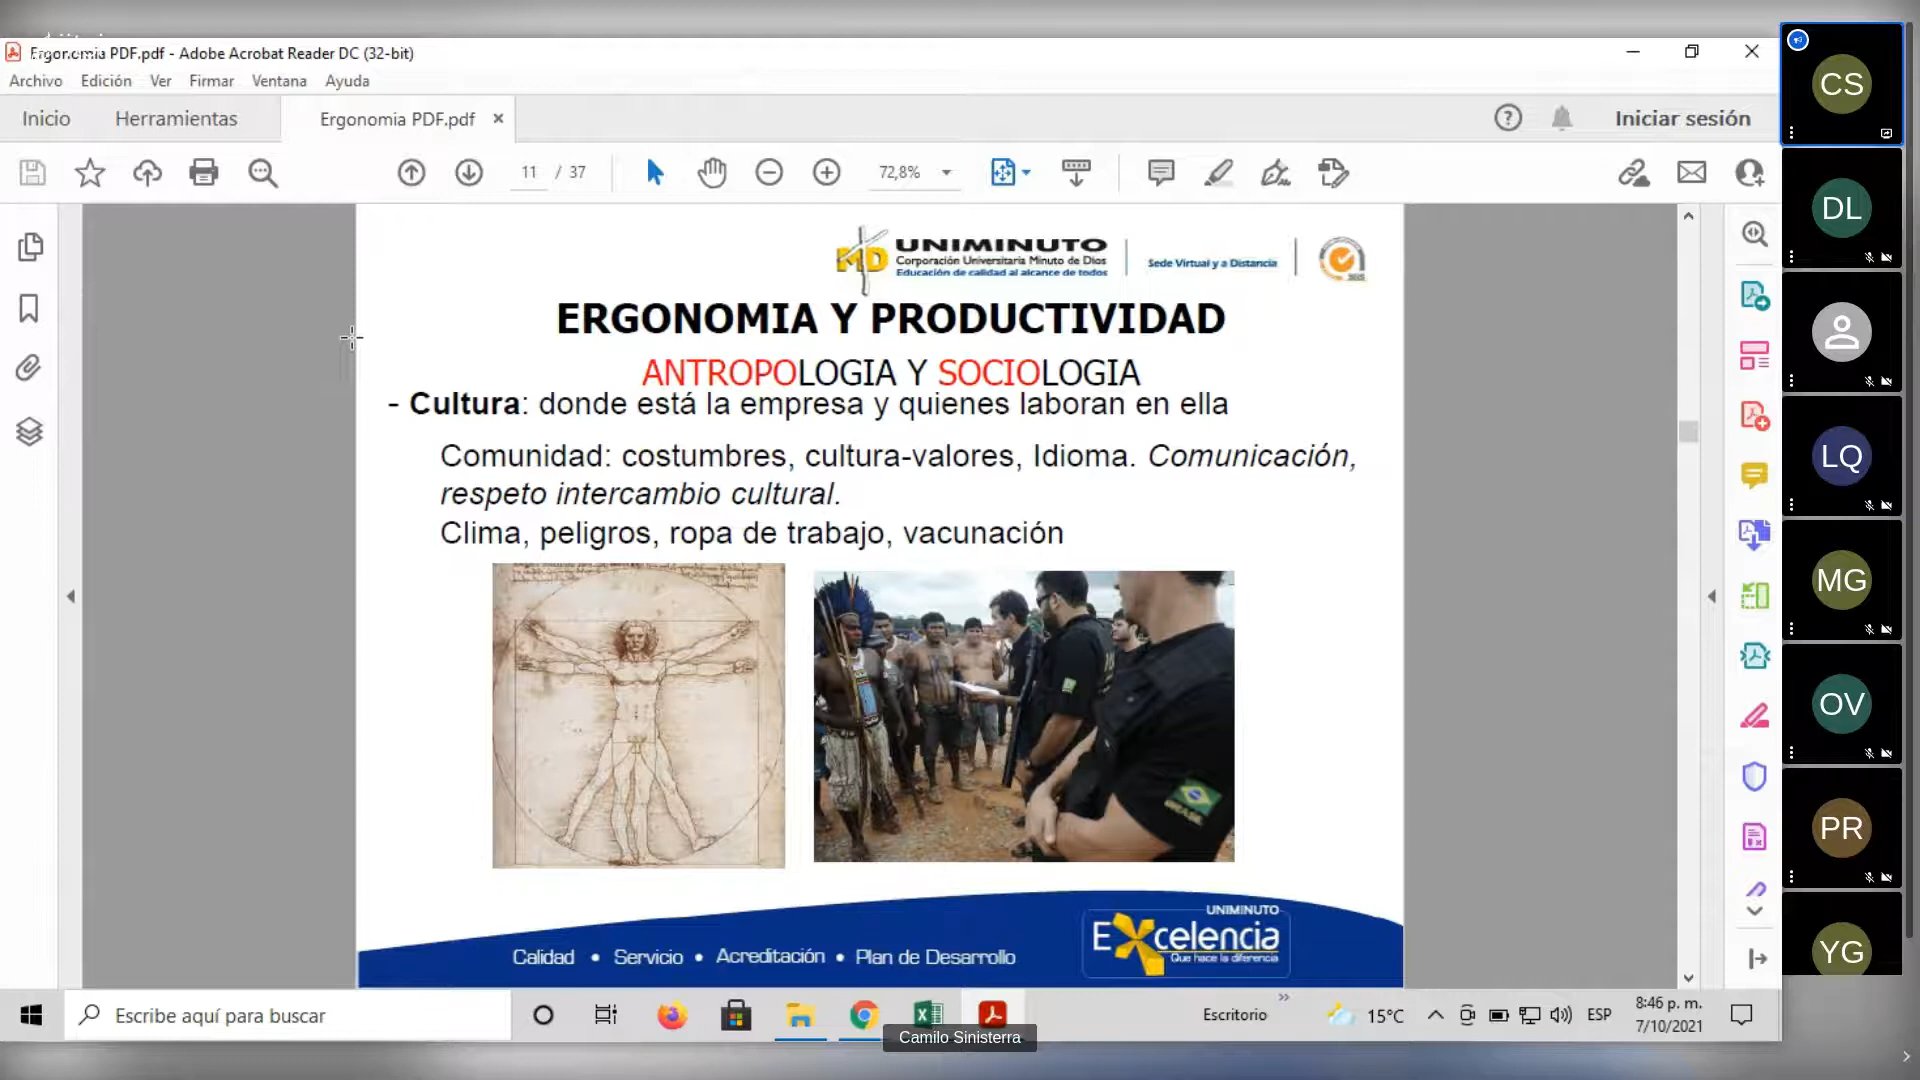 Ergonomia PDF.pdf - Adobe Acrobat Reader DC (32-bit)
Archivo Edición Ver Firmar Ventana Ayuda
Inicio Herramientas Ergonomia PDF.pdf Iniciar sesión
11 / 37 72,8%
UNIMINUTO
Corporación Universitaria Minuto de Dios
Educación de calidad al alcance de todos
Sede Virtual y a Distancia
ERGONOMIA Y PRODUCTIVIDAD
ANTROPOLOGIA Y SOCIOLOGIA
- Cultura: donde está la empresa y quienes laboran en ella
Comunidad: costumbres, cultura-valores, Idioma. Comunicación,
respeto intercambio cultural.
Clima, peligros, ropa de trabajo, vacunación
BRASIL
Calidad • Servicio • Acreditación • Plan de Desarrollo
UNIMINUTO
Excelencia
Que hace la diferencia
Escribe aquí para buscar
Escritorio
15°C
ESP
8:46 p. m.
7/10/2021
Camilo Sinisterra
CS
DL
LQ
MG
OV
PR
YG